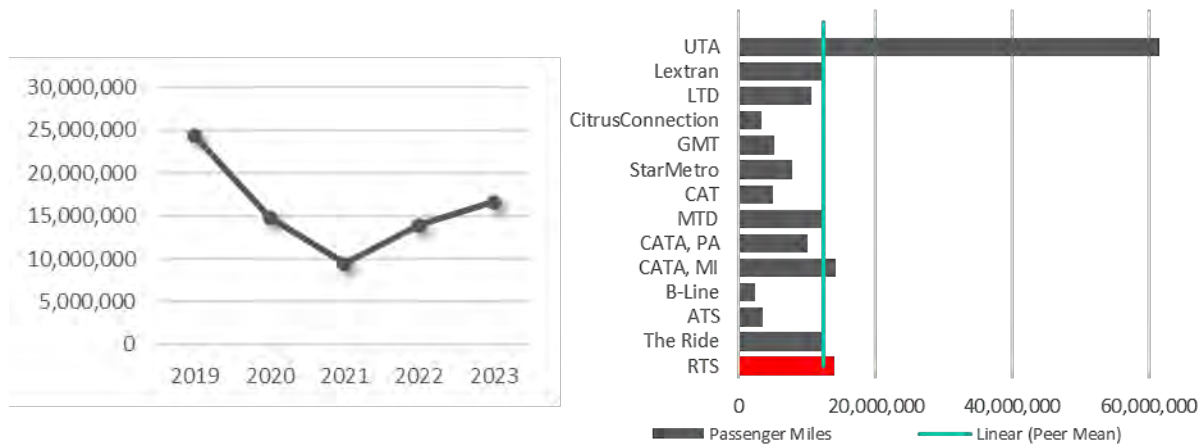 30,000,000
25,000,000
20,000,000
15,000,000
10,000,000
5,000,000
0
2019 2020 2021 2022 2023
UTA
Lextran
LTD
CitrusConnection
GMT
StarMetro
CAT
MTD
CATA, PA
CATA, MI
B-Line
ATS
The Ride
RTS
0 20,000,000 40,000,000 60,000,000
Passenger Miles Linear (Peer Mean)